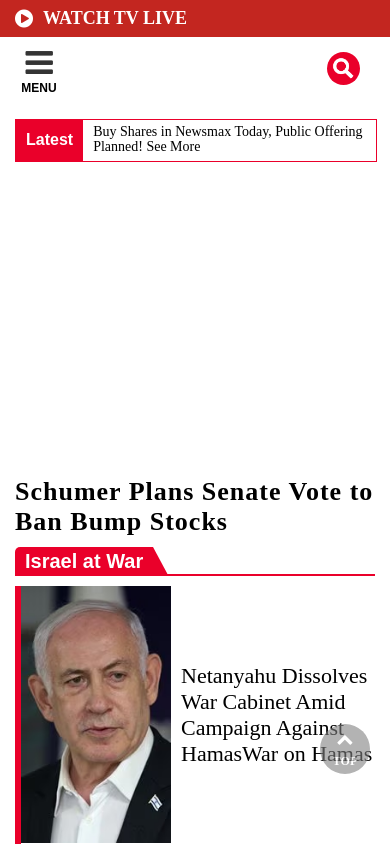 WATCH TV LIVE
MENU
Latest
Buy Shares in Newsmax Today, Public Offering
Planned! See More
Schumer Plans Senate Vote to
Ban Bump Stocks
Israel at War
Netanyahu Dissolves
War Cabinet Amid
Campaign Against
HamasWar on Hamas
TOP